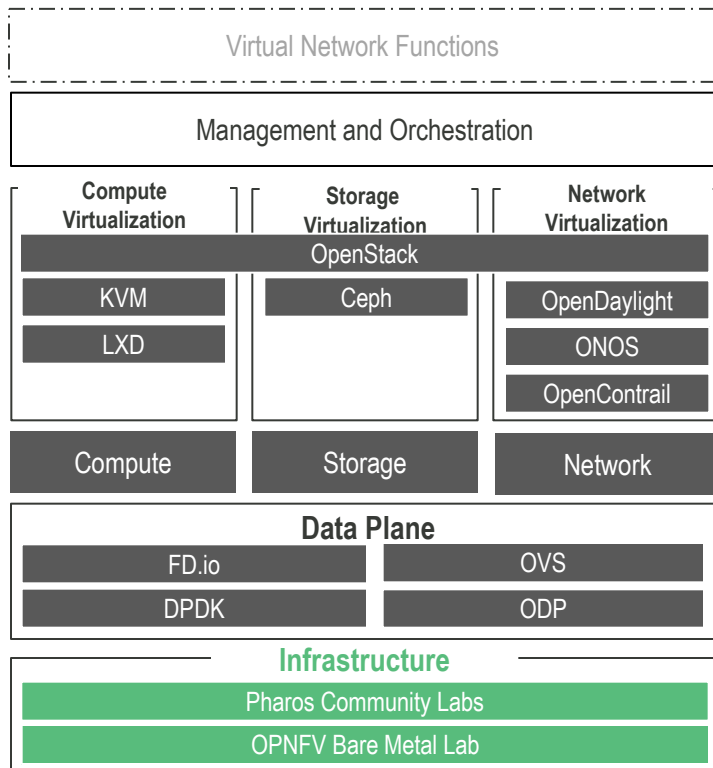 Virtual Network Functions
Management and Orchestration
Compute
Virtualization
Storage
Virtualization
Network
Virtualization
OpenStack
KVM
LXD
Ceph
OpenDaylight
ONOS
OpenContrail
Compute
Storage
Network
Data Plane
FD.io
OVS
DPDK
ODP
Infrastructure
Pharos Community Labs
OPNFV Bare Metal Lab